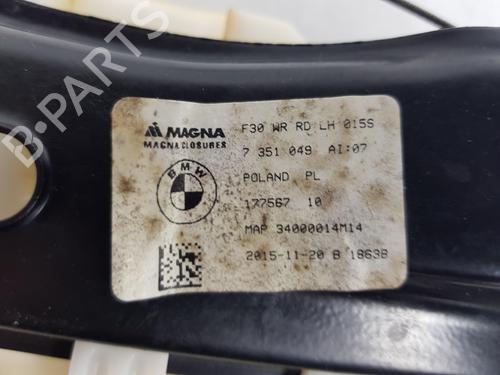 B-PARTS
MAGNA
MAGNA CLOSURES
BMW
F30 WR RD LH 015S
7 351 049 AI:07
POLAND PL
177567 10
MAP 34000014M14
2015-11-20 B 18638